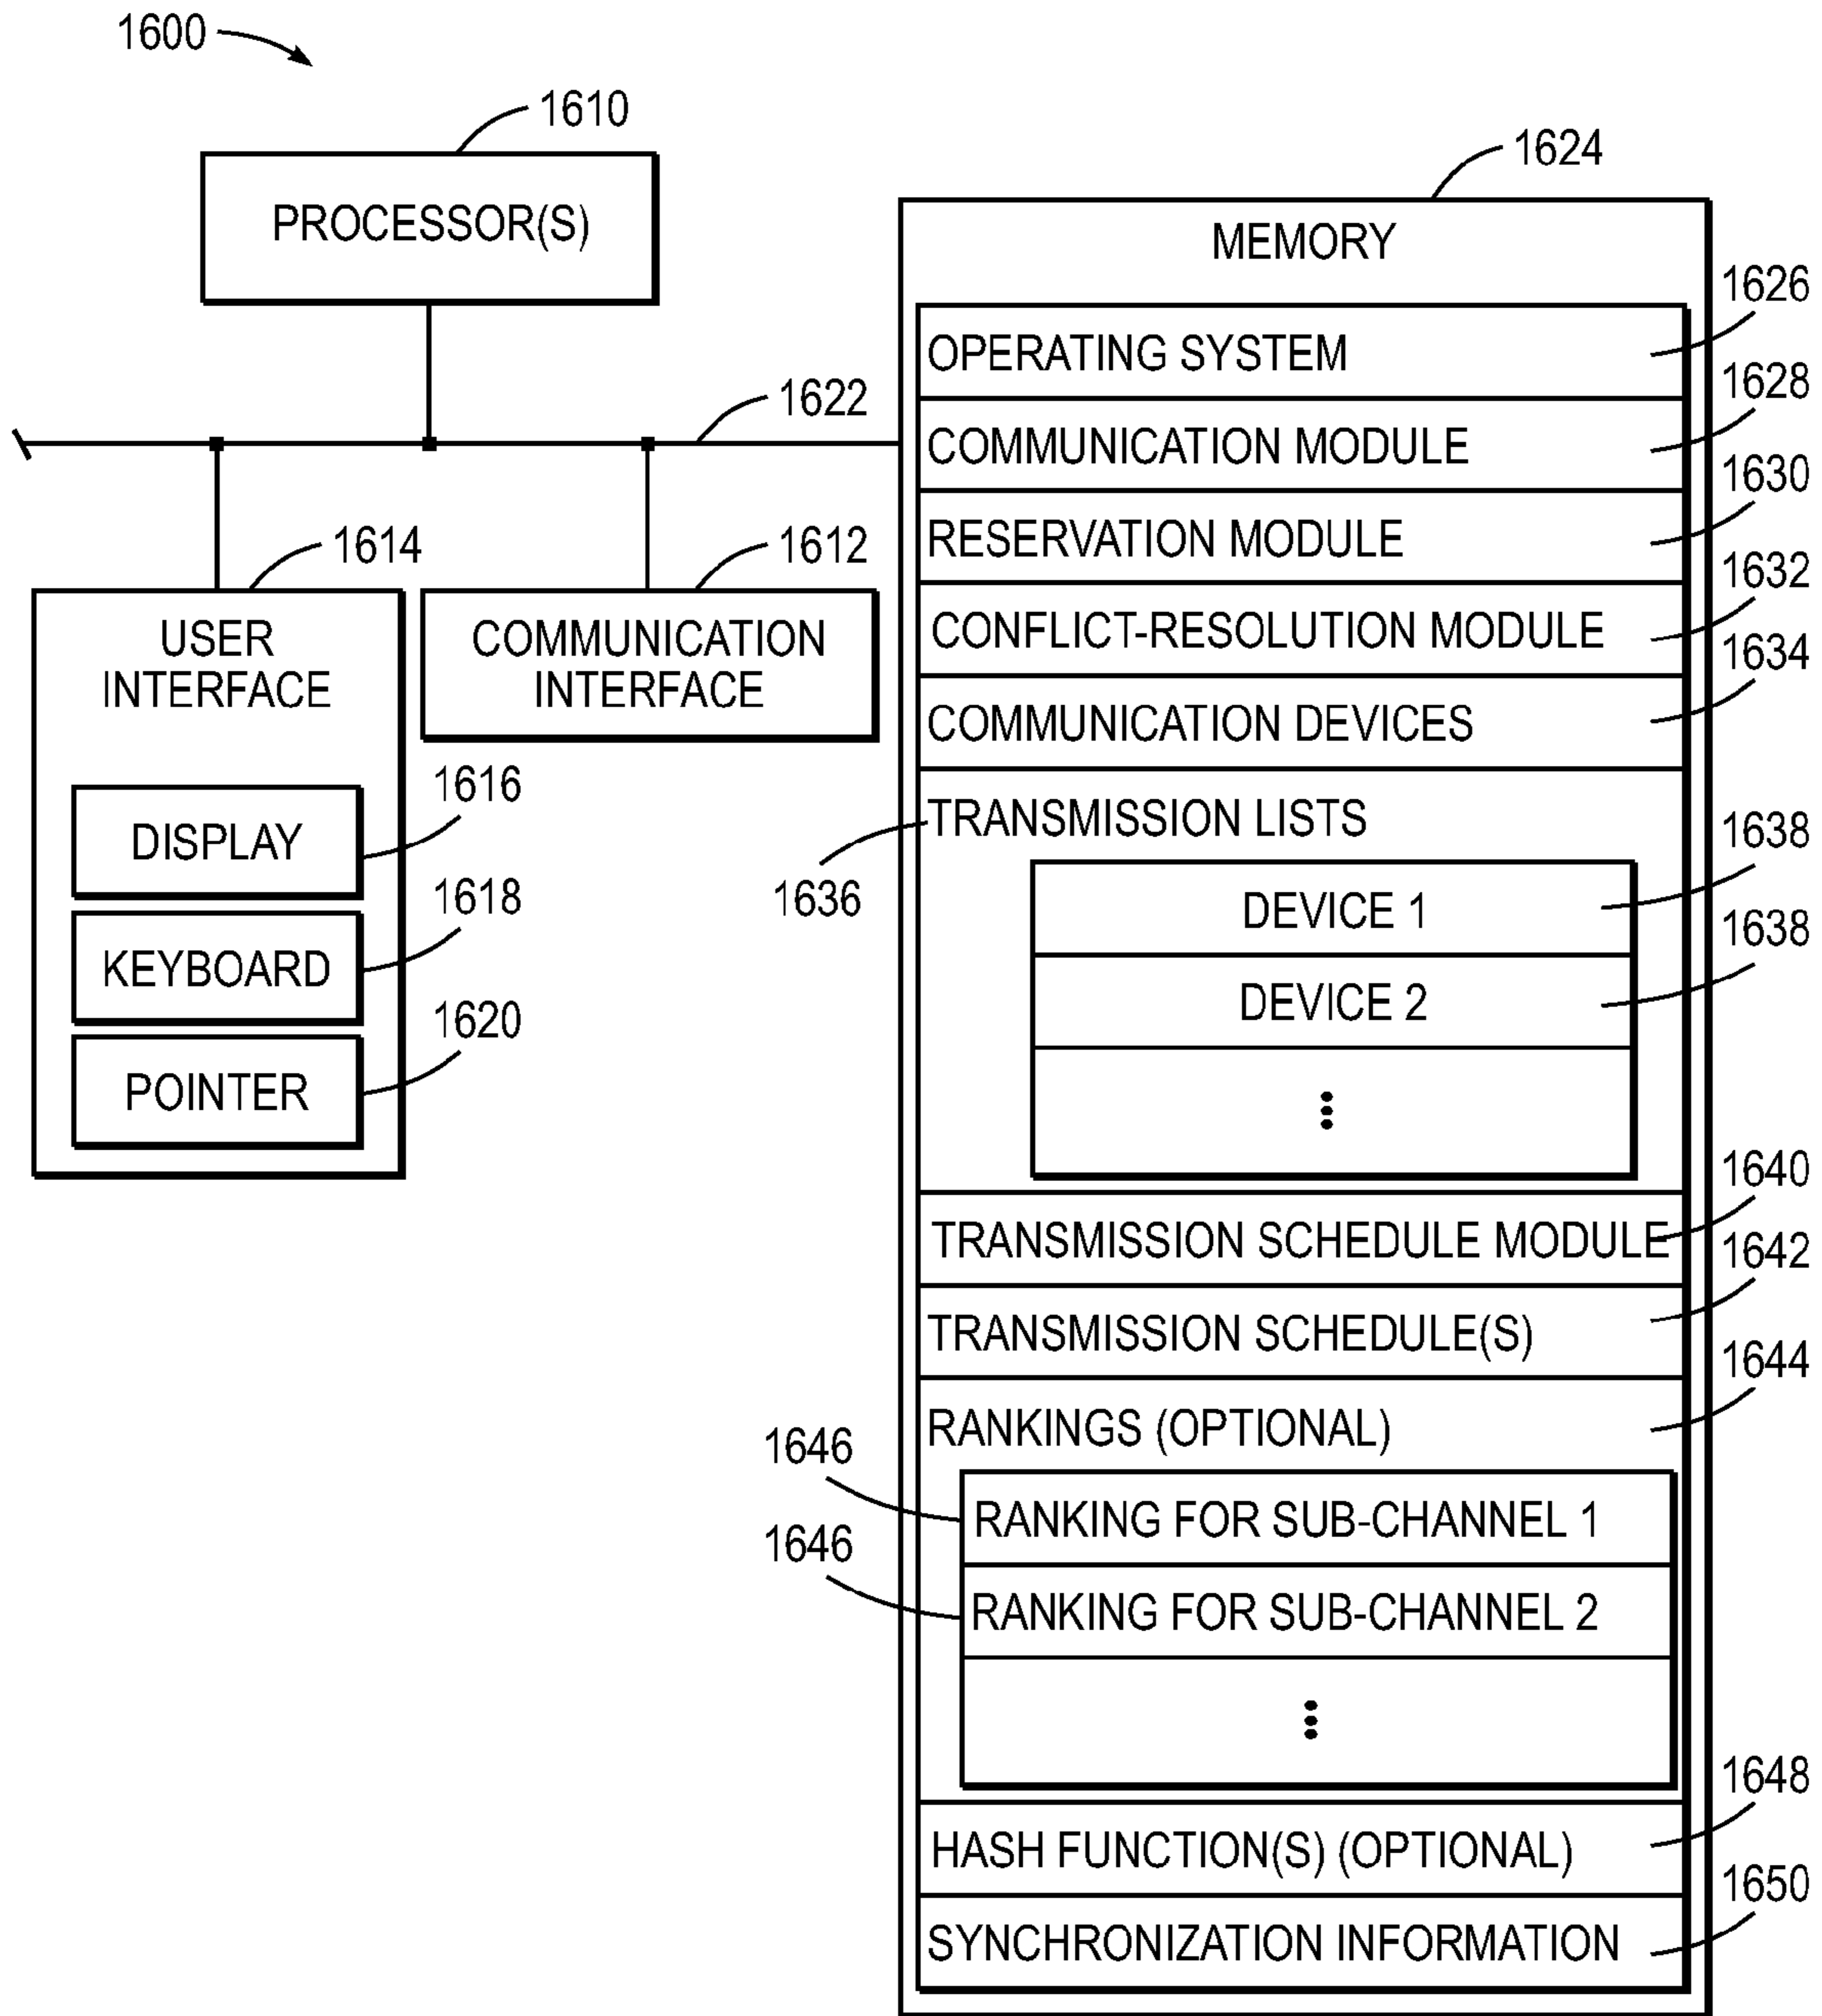 1600
1610
PROCESSOR(S)
1622
1614
USER
INTERFACE
1616
DISPLAY
1618
KEYBOARD
1620
POINTER
1612
COMMUNICATION
INTERFACE
1624
MEMORY
1626
OPERATING SYSTEM
1628
COMMUNICATION MODULE
1630
RESERVATION MODULE
1632
CONFLICT-RESOLUTION MODULE
1634
COMMUNICATION DEVICES
TRANSMISSION LISTS
1636
1638
DEVICE 1
1638
DEVICE 2
1640
TRANSMISSION SCHEDULE MODULE
1642
TRANSMISSION SCHEDULE(S)
1644
RANKINGS (OPTIONAL)
1646
RANKING FOR SUB-CHANNEL 1
1646
RANKING FOR SUB-CHANNEL 2
1648
HASH FUNCTION(S) (OPTIONAL)
1650
SYNCHRONIZATION INFORMATION